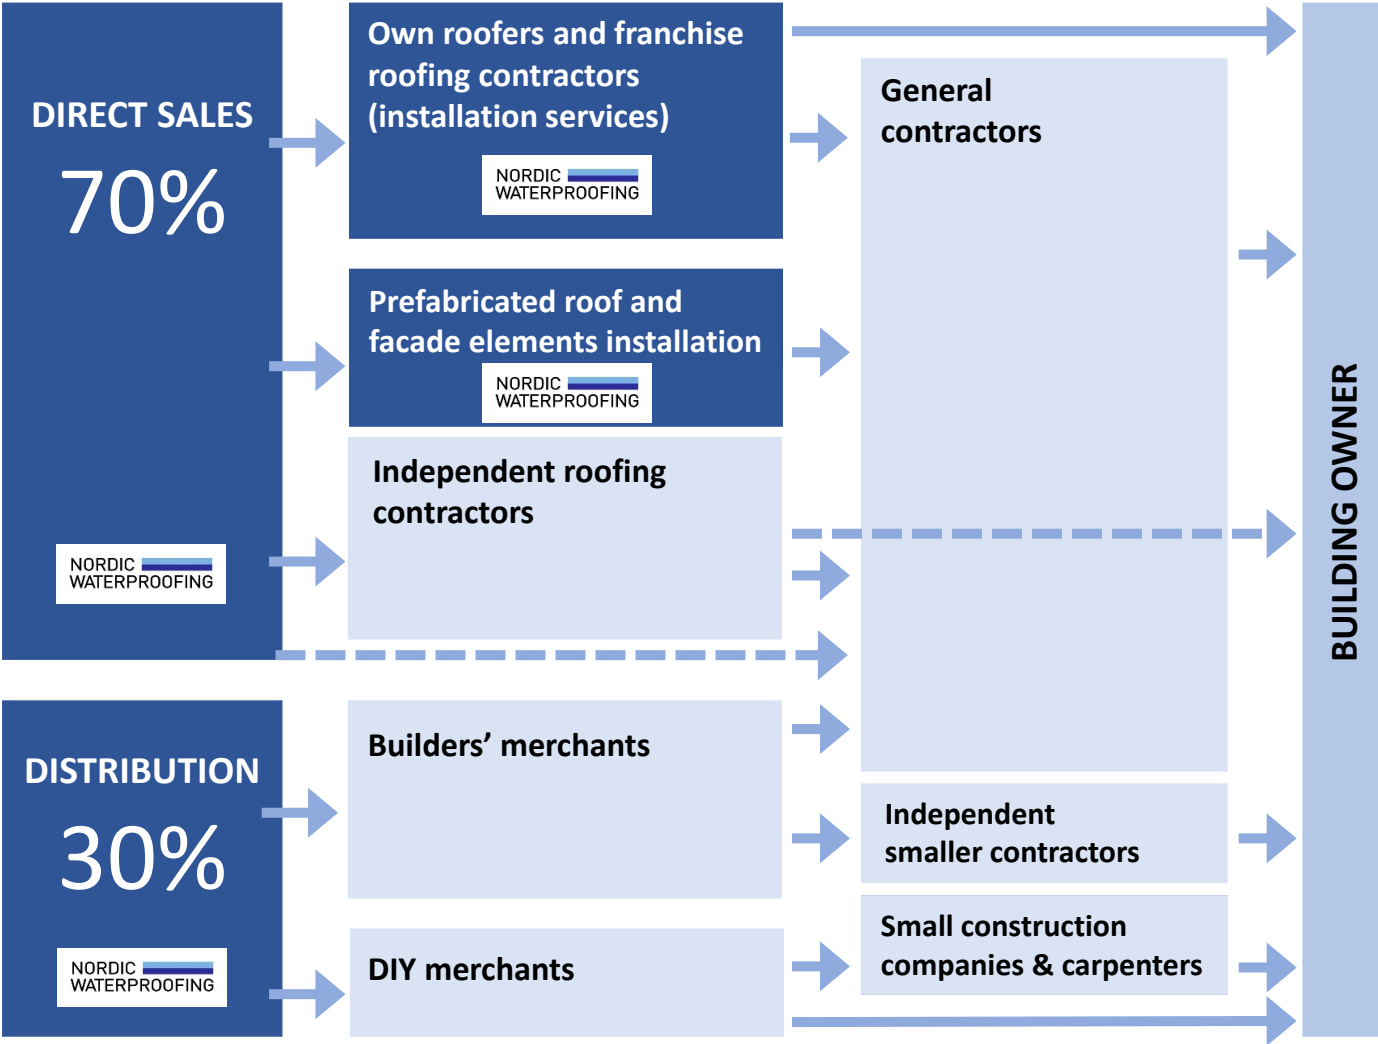 DIRECT SALES
70%
NORDIC
WATERPROOFING
Own roofers and franchise
roofing contractors
(installation services)
NORDIC
WATERPROOFING
Prefabricated roof and
facade elements installation
NORDIC
WATERPROOFING
Independent roofing
contractors
General
contractors
DISTRIBUTION
30%
NORDIC
WATERPROOFING
Builders’ merchants
DIY merchants
Independent
smaller contractors
Small construction
companies & carpenters
BUILDING OWNER